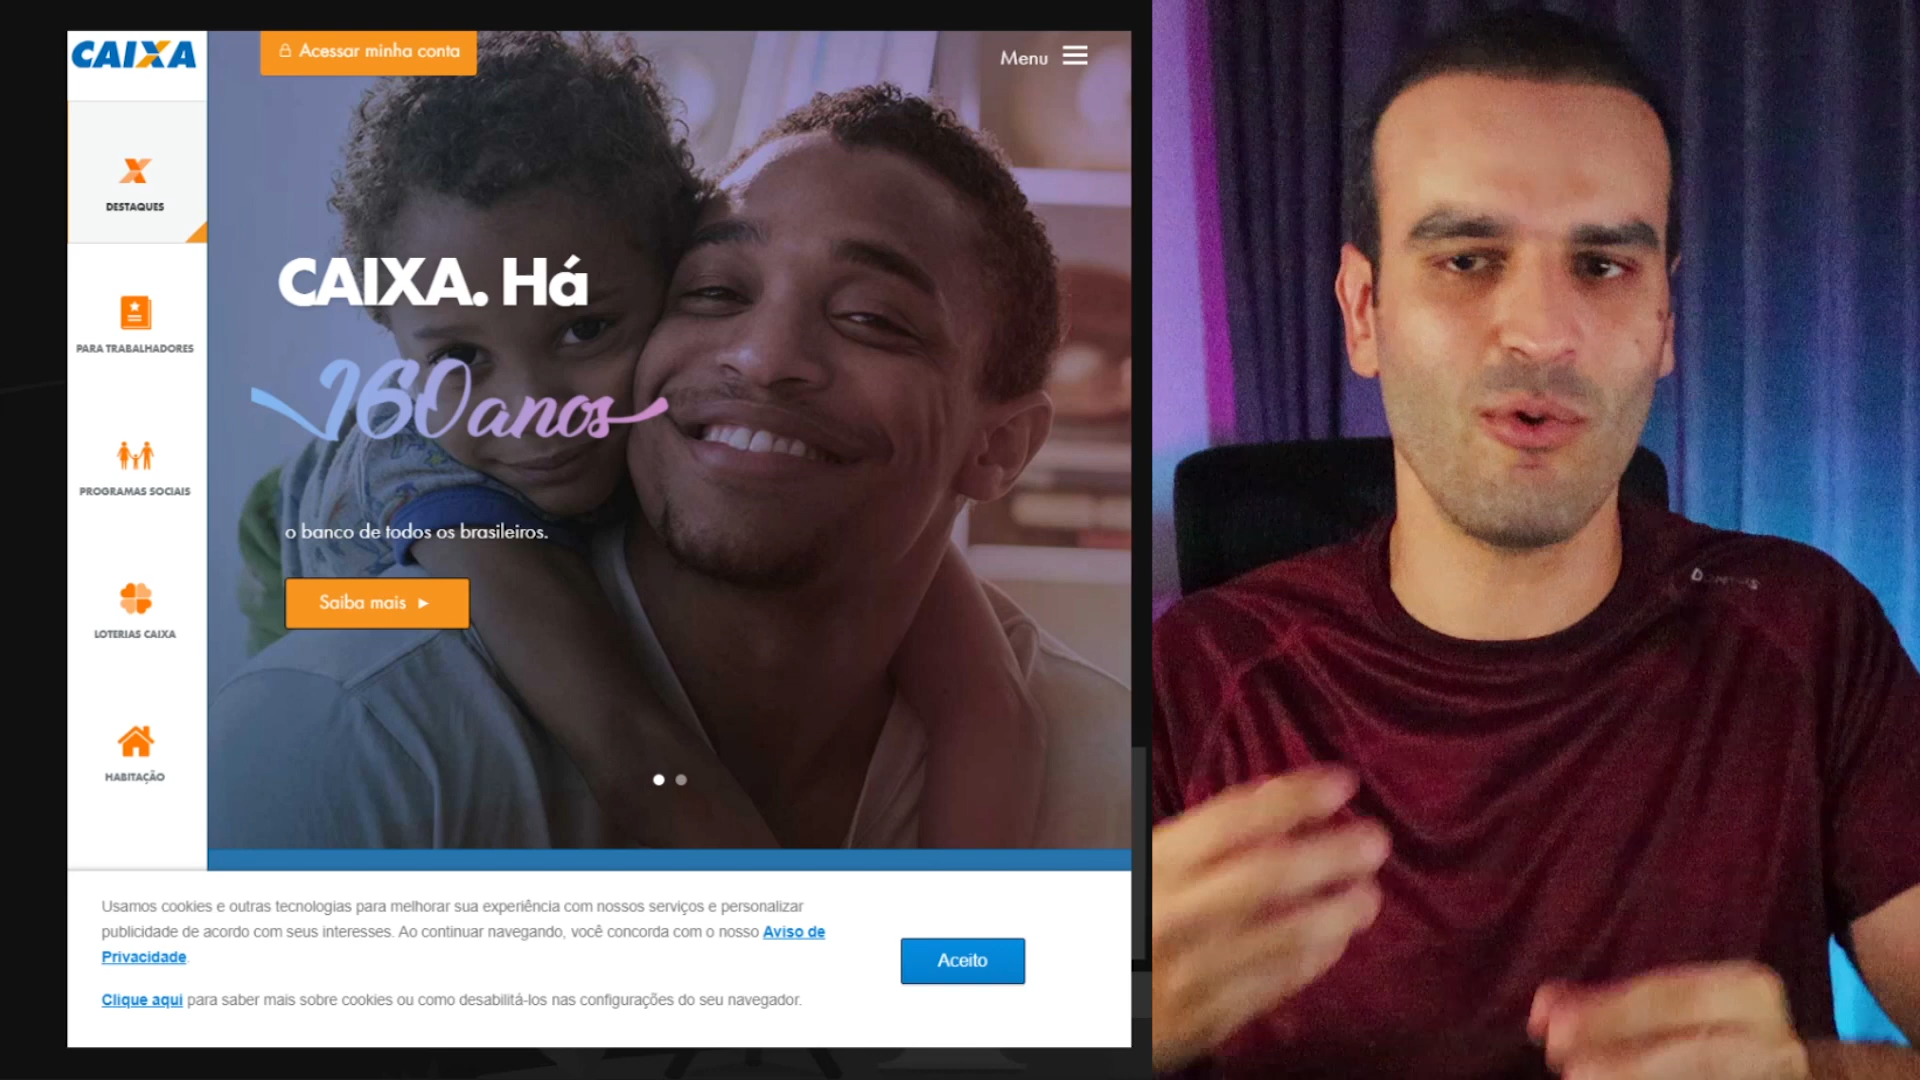 CAIXA
Acessar minha conta
Menu
DESTAQUES
PARA TRABALHADORES
PROGRAMAS SOCIAIS
LOTERIAS CAIXA
HABITAÇÃO
CAIXA. Há
160 anos
o banco de todos os brasileiros.
Saiba mais
Usamos cookies e outras tecnologias para melhorar sua experiência com nossos serviços e personalizar
publicidade de acordo com seus interesses. Ao continuar navegando, você concorda com o nosso Aviso de
Privacidade.
Clique aqui para saber mais sobre cookies ou como desabilitá-los nas configurações do seu navegador.
Aceito